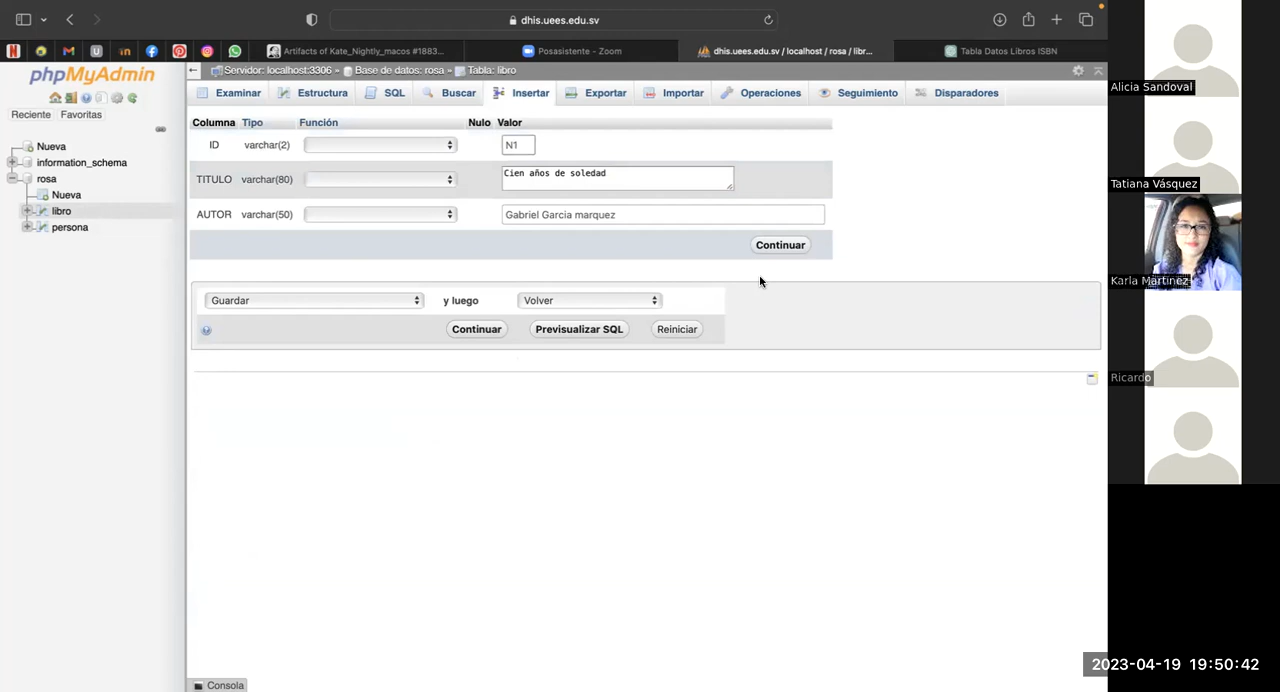 dhis.uees.edu.sv
Artifacts of Kate_Nightly_macos #1883...
Posasistente - Zoom
dhis.uees.edu.sv / localhost / rosa / libr...
Tabla Datos Libros ISBN
phpMyAdmin
Reciente Favoritas
Nueva
information_schema
rosa
Nueva
libro
persona
Servidor: localhost:3306 » Base de datos: rosa » Tabla: libro
Examinar Estructura SQL Buscar Insertar Exportar Importar Operaciones Seguimiento Disparadores
Columna Tipo Función Nulo Valor
ID varchar(2) N1
TITULO varchar(80) Cien años de soledad
AUTOR varchar(50) Gabriel Garcia marquez
Continuar
Guardar y luego Volver
Continuar Previsualizar SQL Reiniciar
Consola
Alicia Sandoval
Tatiana Vásquez
Karla Martinez
Ricardo
2023-04-19 19:50:42